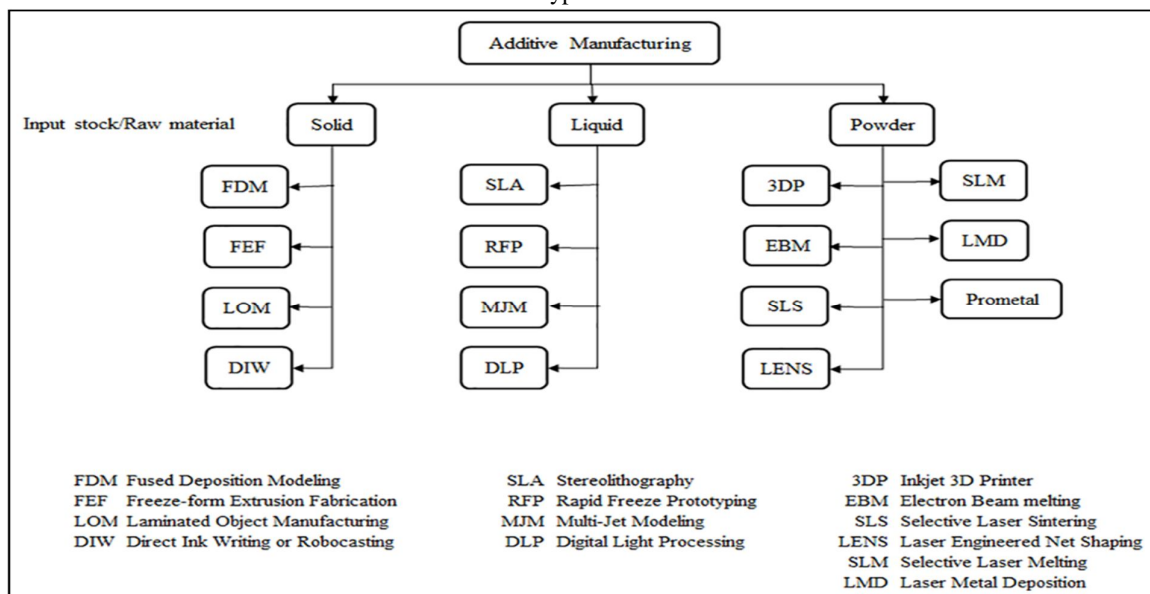 Additive Manufacturing
Input stock/Raw material
Solid
Liquid
Powder
FDM
FEF
LOM
DIW
SLA
RFP
MJM
DLP
3DP
EBM
SLS
LENS
SLM
LMD
Prometal
FDM Fused Deposition Modeling
FEF Freeze-form Extrusion Fabrication
LOM Laminated Object Manufacturing
DIW Direct Ink Writing or Robocasting
SLA Stereolithography
RFP Rapid Freeze Prototyping
MJM Multi-Jet Modeling
DLP Digital Light Processing
3DP Inkjet 3D Printer
EBM Electron Beam melting
SLS Selective Laser Sintering
LENS Laser Engineered Net Shaping
SLM Selective Laser Melting
LMD Laser Metal Deposition